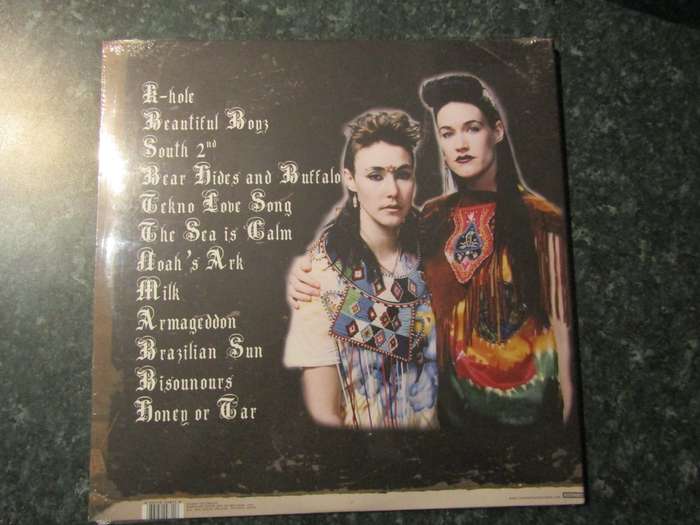 K-hole
Beautiful Boyz
South 2nd
Bear Hides and Buffalo
Tekno Love Song
The Sea is Calm
Noah's Ark
Milk
Armageddon
Brazilian Sun
Bisounours
Honey or Tar